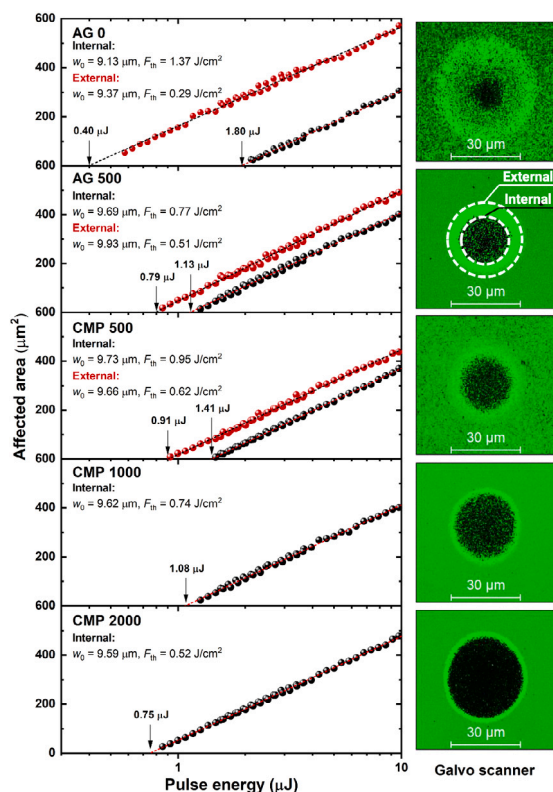 AG 0
Internal:
w₀ = 9.13 μm, Fₜₕ = 1.37 J/cm²
External:
w₀ = 9.37 μm, Fₜₕ = 0.29 J/cm²
0.40 μJ
1.80 μJ
600
400
200
30 μm
AG 500
Internal:
w₀ = 9.69 μm, Fₜₕ = 0.77 J/cm²
External:
w₀ = 9.93 μm, Fₜₕ = 0.51 J/cm²
1.13 μJ
0.79 μJ
600
400
200
External
Internal
30 μm
CMP 500
Internal:
w₀ = 9.73 μm, Fₜₕ = 0.95 J/cm²
External:
w₀ = 9.66 μm, Fₜₕ = 0.62 J/cm²
1.41 μJ
0.91 μJ
600
400
200
30 μm
CMP 1000
Internal:
w₀ = 9.62 μm, Fₜₕ = 0.74 J/cm²
1.08 μJ
600
400
200
30 μm
CMP 2000
Internal:
w₀ = 9.59 μm, Fₜₕ = 0.52 J/cm²
0.75 μJ
600
400
200
0
30 μm
Affected area (μm²)
1
10
Pulse energy (μJ)
Galvo scanner